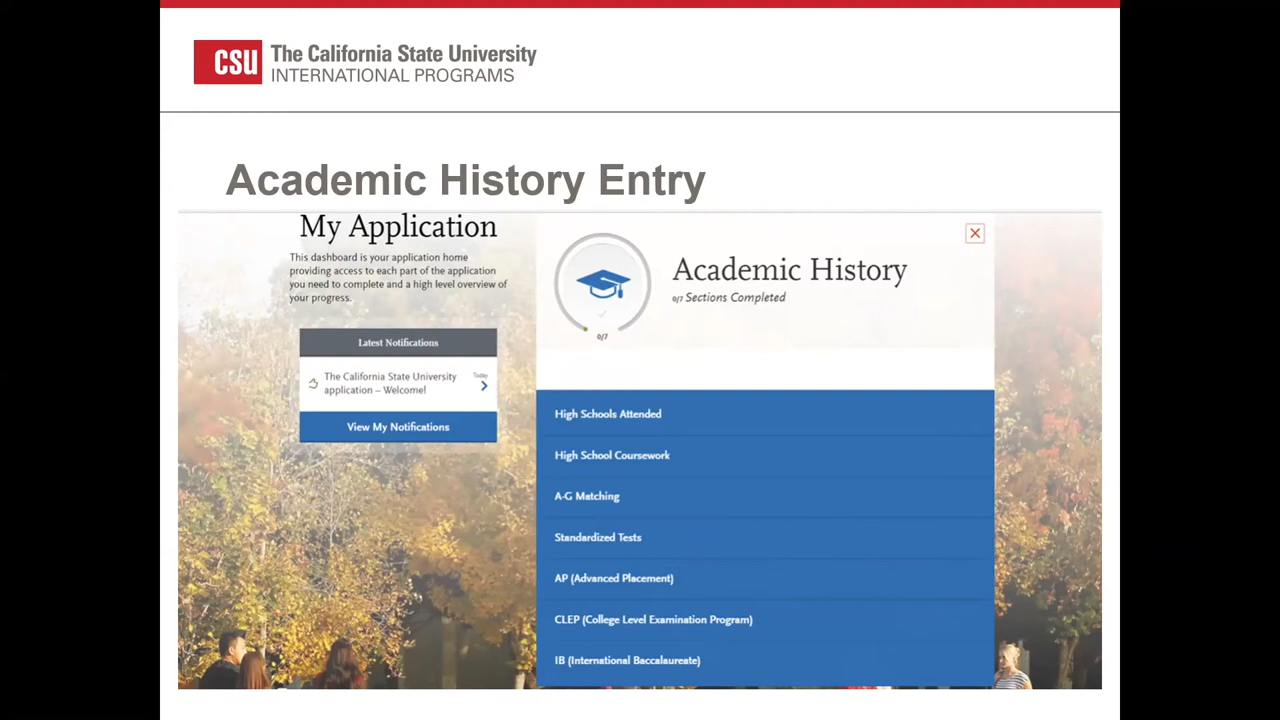 CSU The California State University
INTERNATIONAL PROGRAMS
Academic History Entry
My Application
This dashboard is your application home
providing access to each part of the application
you need to complete and a high level overview of
your progress.
Latest Notifications
The California State University
application – Welcome!
Today
View My Notifications
Academic History
0/7 Sections Completed
0/7
High Schools Attended
High School Coursework
A-G Matching
Standardized Tests
AP (Advanced Placement)
CLEP (College Level Examination Program)
IB (International Baccalaureate)